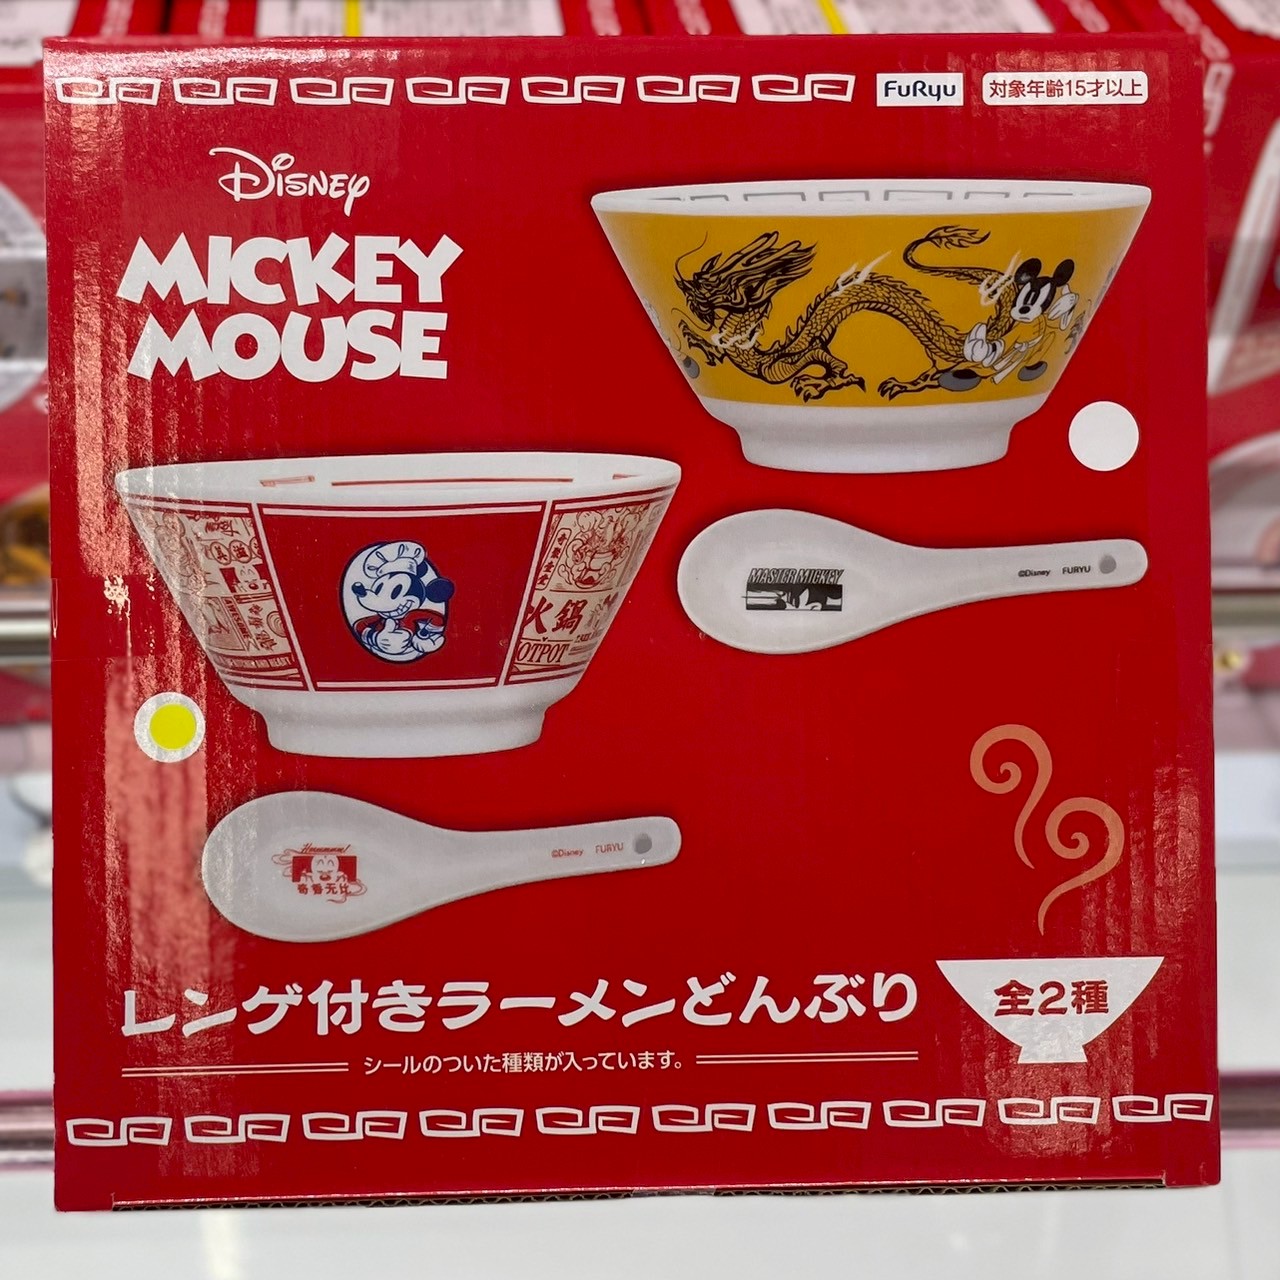 FuRyu
対象年齢15才以上
Disney
MICKEY
MOUSE
火鍋
OTPOT
MASTER MICKEY
©Disney FURYU
©Disney FURYU
奇香无比
レンゲ付きラーメンどんぶり
全2種
シールのついた種類が入っています。